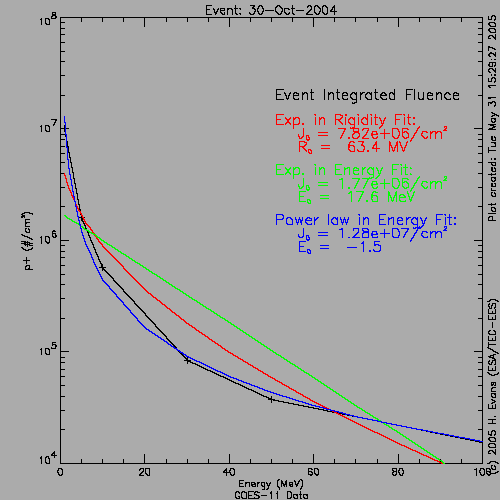 Event: 30-Oct-2004
Event Integrated Fluence
Exp. in Rigidity Fit:
J₀ = 7.82e+06/cm²
R₀ = 63.4 MV
Exp. in Energy Fit:
J₀ = 1.77e+06/cm²
E₀ = 17.6 MeV
Power law in Energy Fit:
J₀ = 1.28e+07/cm²
E₀ = -1.5
p+ (#/cm²)
10⁸
10⁷
10⁶
10⁵
10⁴
0 20 40 60 80 100
Energy (MeV)
GOES-11 Data
Plot created: Tue May 31 15:29:27 2005
(c) 2005 H. Evans (ESA/TEC-EES)